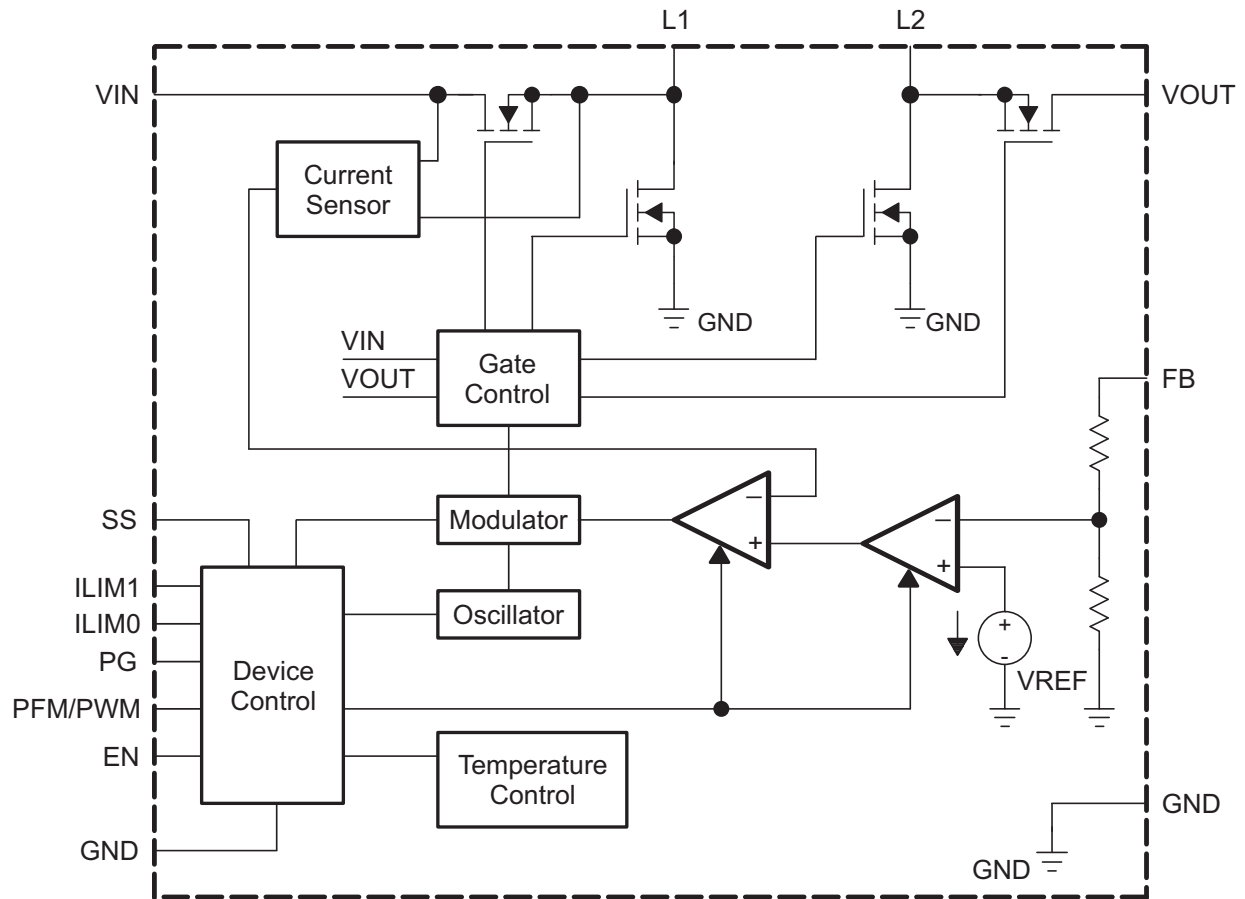 L1
L2
VIN
VOUT
Current
Sensor
GND
GND
VIN
VOUT
Gate
Control
FB
Modulator
–
+
–
+
SS
Oscillator
ILIM1
ILIM0
PG
PFM/PWM
EN
GND
Device
Control
+
-
VREF
Temperature
Control
GND
GND